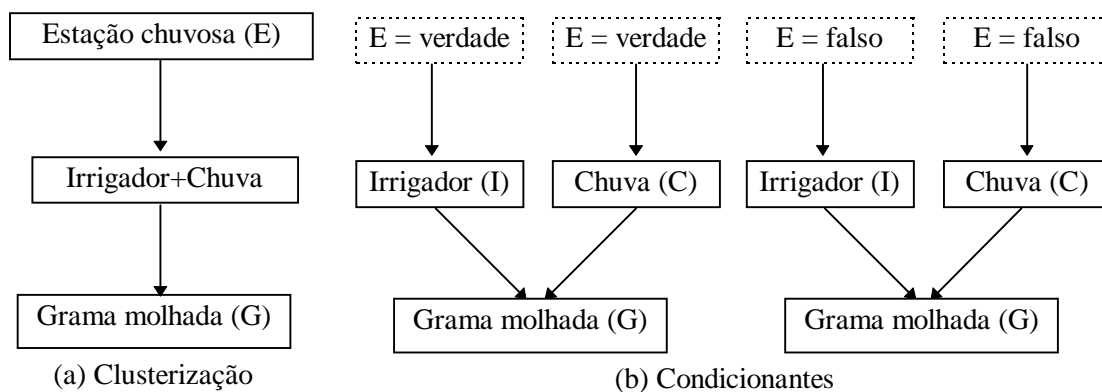 Estação chuvosa (E)
Irrigador+Chuva
Grama molhada (G)
(a) Clusterização
E = verdade
E = verdade
E = falso
E = falso
Irrigador (I)
Chuva (C)
Irrigador (I)
Chuva (C)
Grama molhada (G)
Grama molhada (G)
(b) Condicionantes